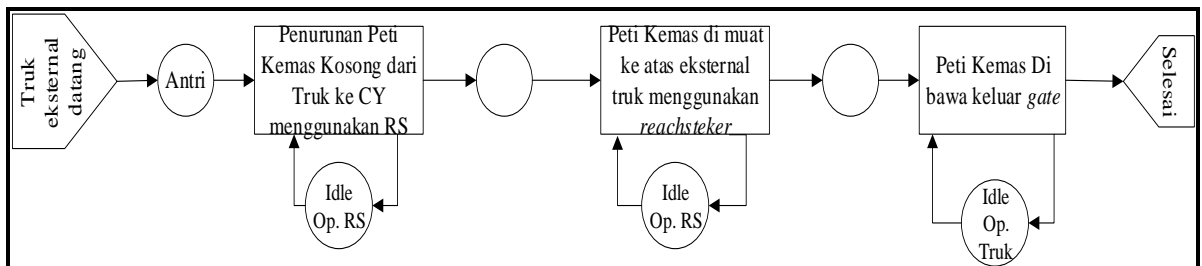 Truk
eksternal
datang
Antri
Penurunan Peti
Kemas Kosong dari
Truk ke CY
menggunakan RS
Idle
Op. RS
Peti Kemas di muat
ke atas eksternal
truk menggunakan
reachsteker
Idle
Op. RS
Peti Kemas Di
bawa keluar gate
Idle
Op.
Truk
Selesai